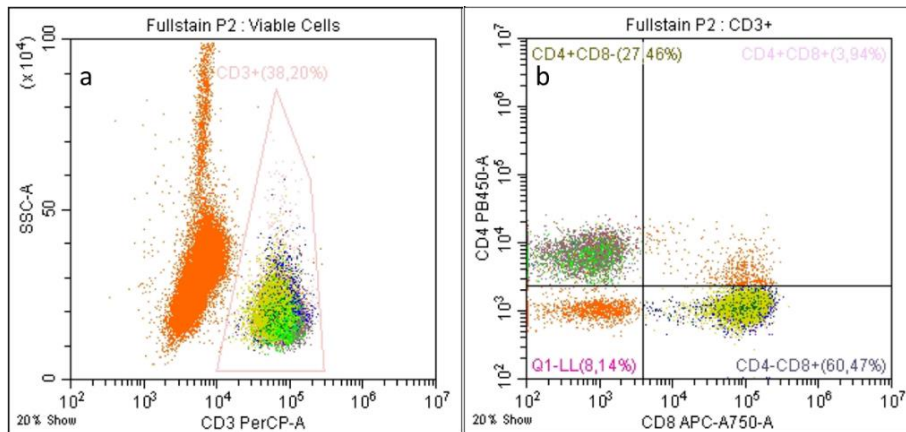 Fullstain P2 : Viable Cells
a
CD3+(38,20%)
(x 10⁴)
SSC-A
100
50
0
10² 10³ 10⁴ 10⁵ 10⁶ 10⁷
20% Show
CD3 PerCP-A
Fullstain P2 : CD3+
b
CD4+CD8-(27,46%)
CD4+CD8+(3,94%)
CD4 PB450-A
10⁷
10⁶
10⁵
10⁴
10³
10²
Q1-LL(8,14%)
CD4-CD8+(60,47%)
10² 10³ 10⁴ 10⁵ 10⁶ 10⁷
20% Show
CD8 APC-A750-A